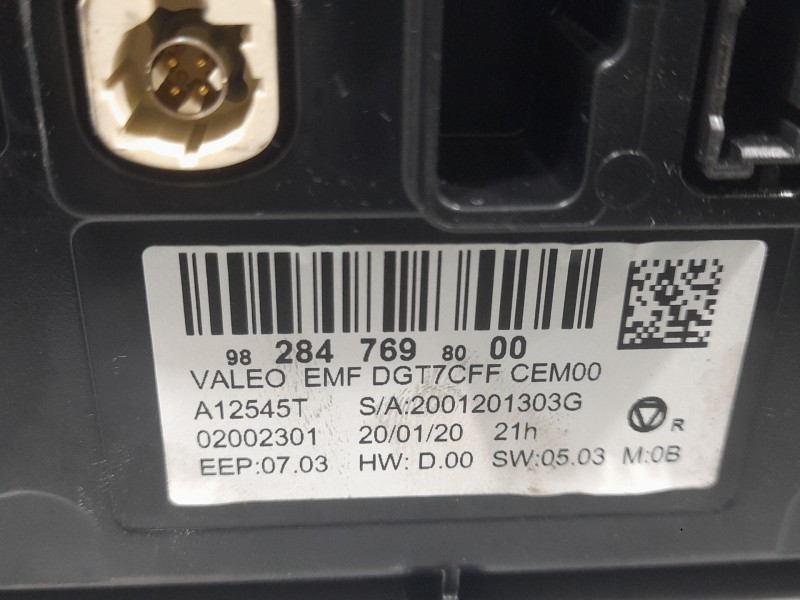 98 284 769 80 00
VALEO EMF DGT7CFF CEM00
A12545T S/A:2001201303G
02002301 20/01/20 21h
R
EEP:07.03 HW: D.00 SW:05.03 M:0B